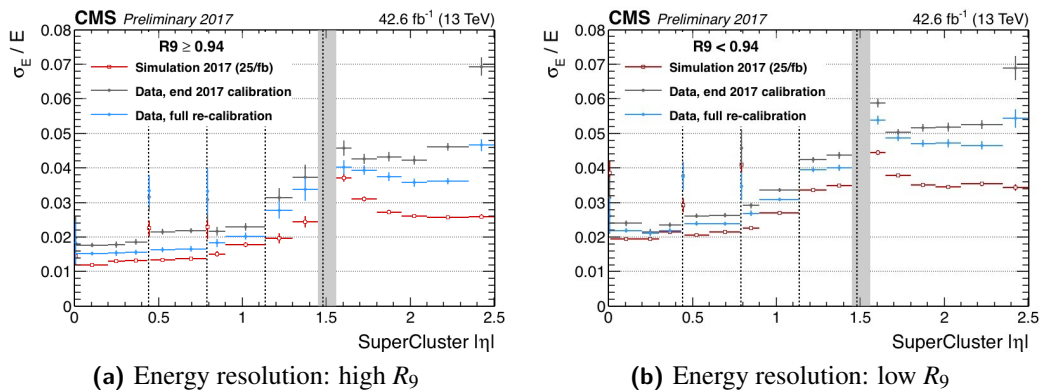 CMS Preliminary 2017 42.6 fb⁻¹ (13 TeV)
σ_E / E
0.08
0.07
0.06
0.05
0.04
0.03
0.02
0.01
0
R9 ≥ 0.94
Simulation 2017 (25/fb)
Data, end 2017 calibration
Data, full re-calibration
0 0.5 1 1.5 2 2.5
SuperCluster |η|
(a) Energy resolution: high R₉
CMS Preliminary 2017 42.6 fb⁻¹ (13 TeV)
σ_E / E
0.08
0.07
0.06
0.05
0.04
0.03
0.02
0.01
0
R9 < 0.94
Simulation 2017 (25/fb)
Data, end 2017 calibration
Data, full re-calibration
0 0.5 1 1.5 2 2.5
SuperCluster |η|
(b) Energy resolution: low R₉